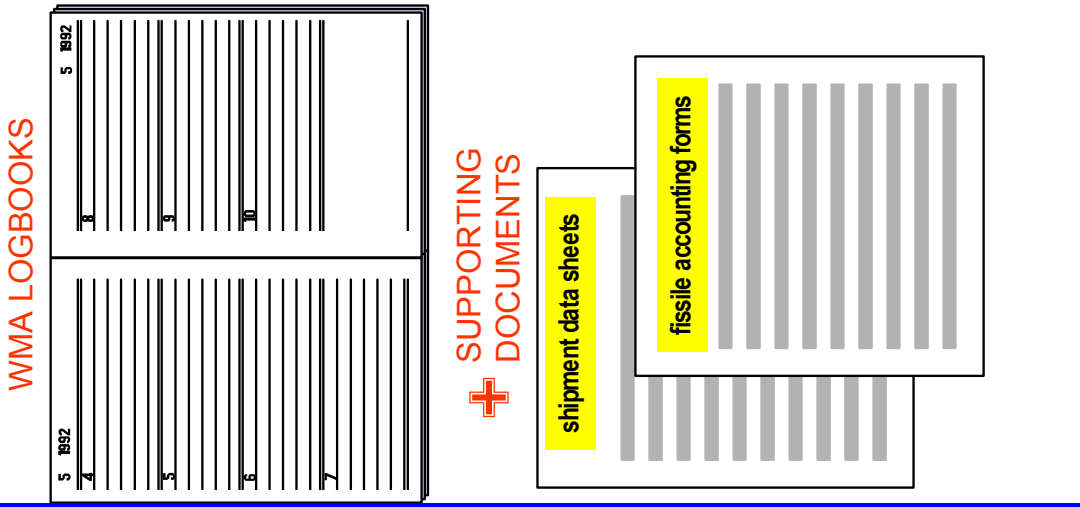 WMA LOGBOOKS
5 1992
4
5
6
7
5 1992
8
9
10
SUPPORTING
DOCUMENTS
shipment data sheets
fissile accounting forms